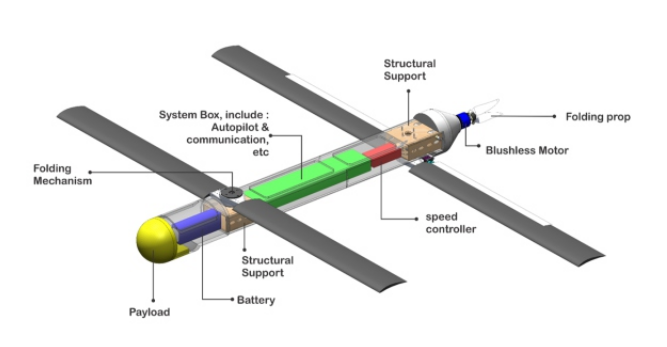 Structural
Support
System Box, include :
Autopilot &
communication,
etc
Folding prop
Blushless Motor
Folding
Mechanism
speed
controller
Structural
Support
Battery
Payload